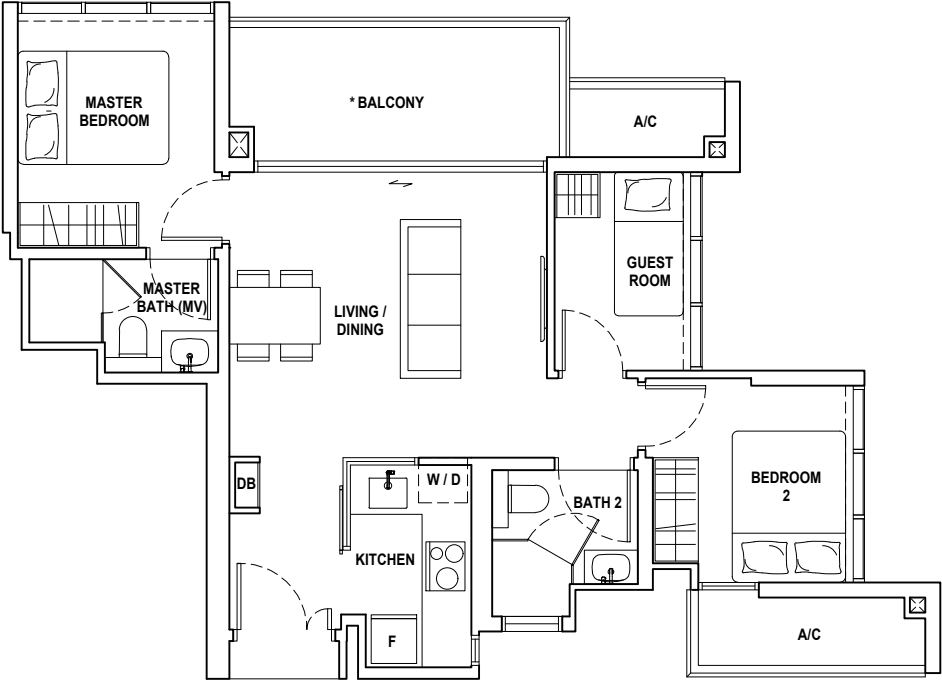 MASTER
BEDROOM
* BALCONY
A/C
GUEST
ROOM
MASTER
BATH (MV)
LIVING /
DINING
DB
W / D
KITCHEN
F
BATH 2
BEDROOM
2
A/C